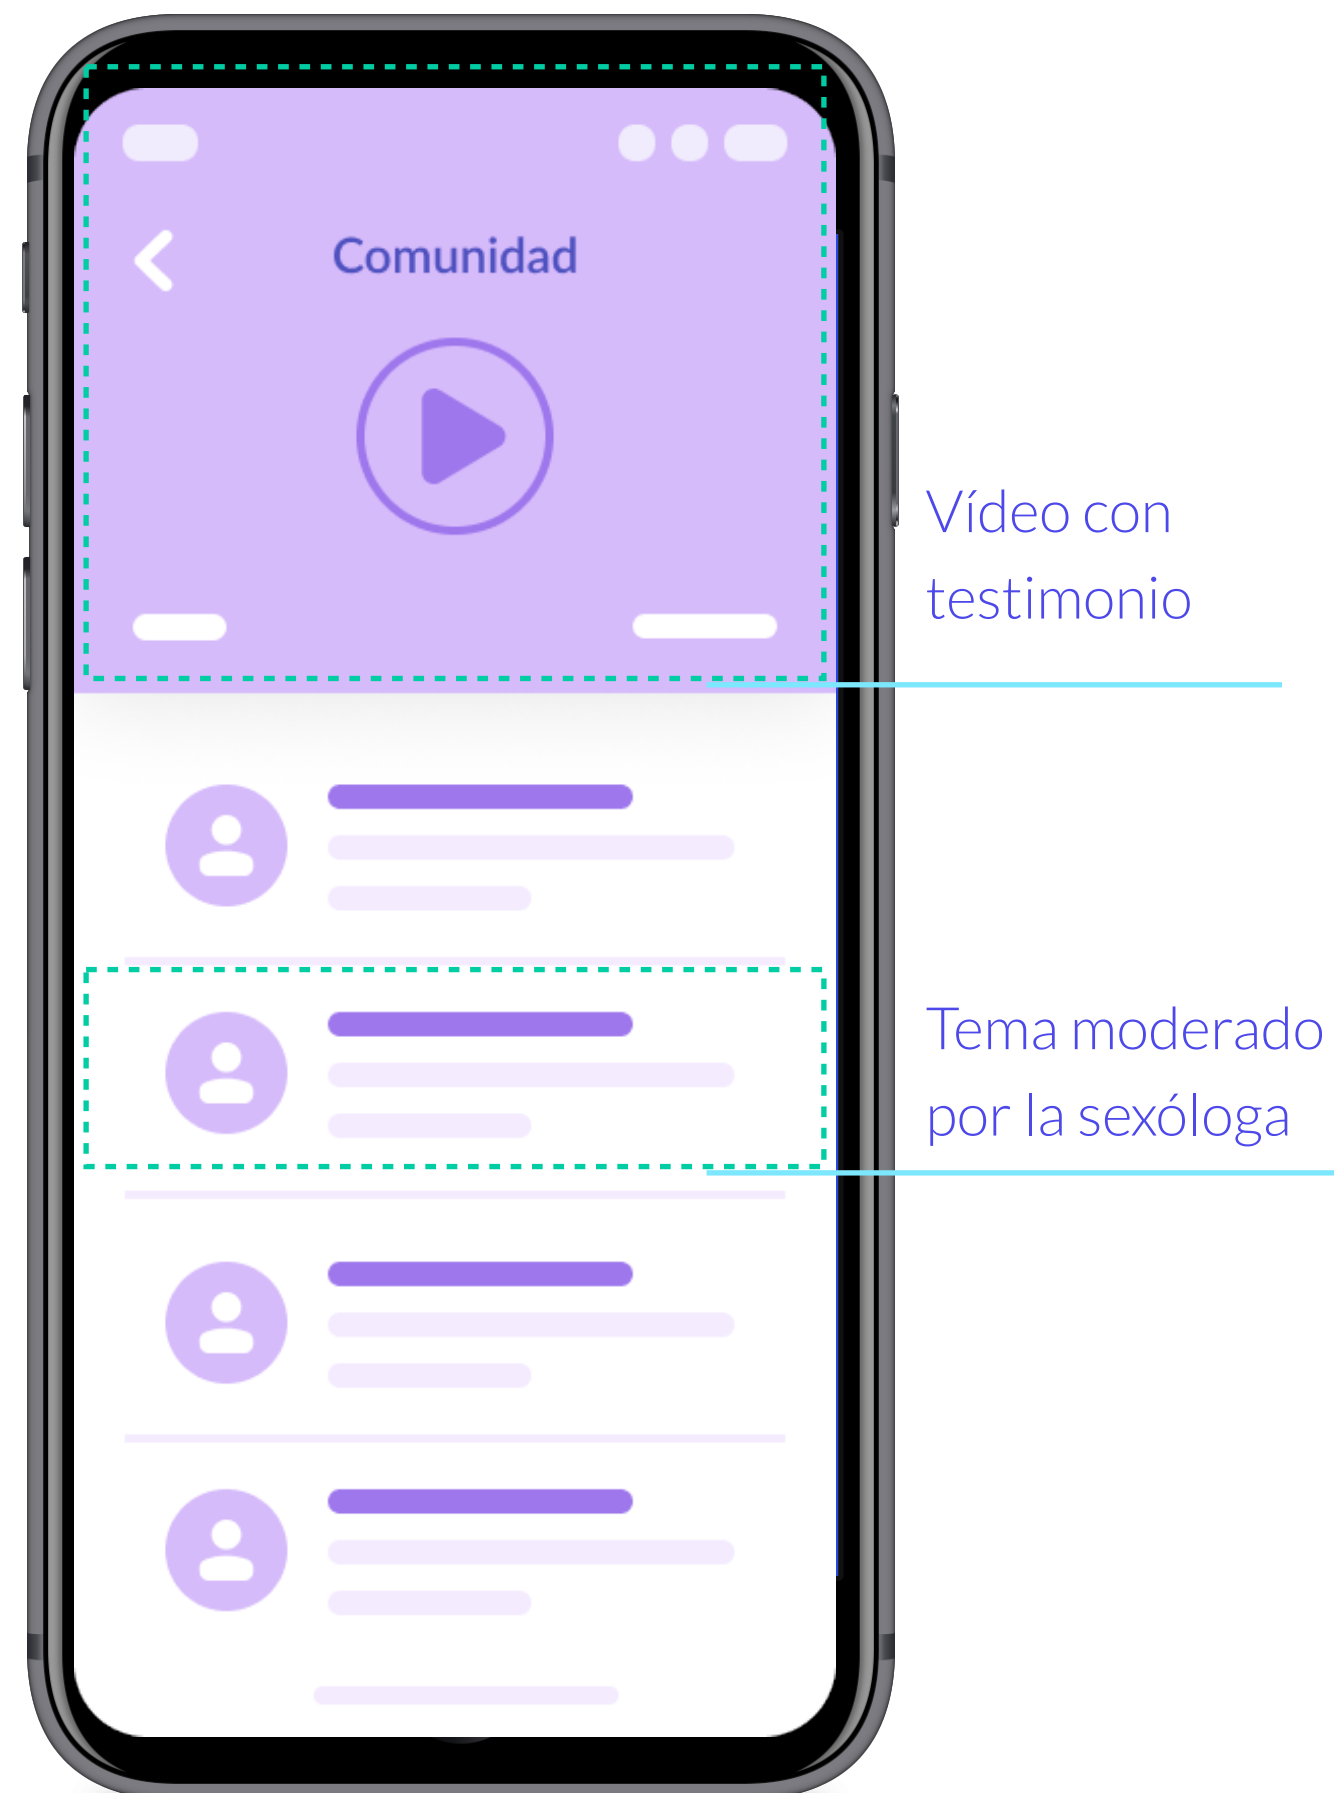 Comunidad
Vídeo con
testimonio
Tema moderado
por la sexóloga